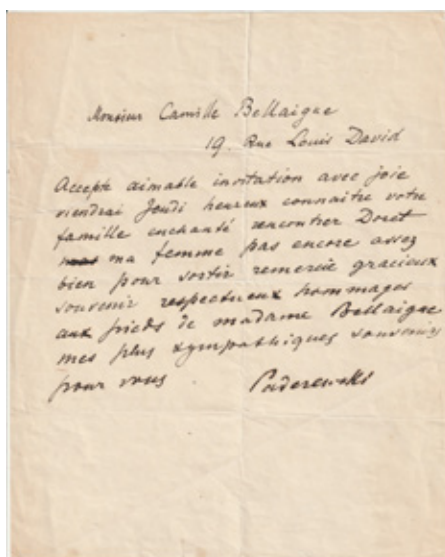 Monsieur Camille Bellaigue
19. Rue Louis David
Accepte aimable invitation avec joie
viendrai Jeudi heureux connaitre votre
famille enchanté rencontrer Doret
ma femme pas encore assez
bien pour sortir remercie gracieux
souvenir respectueux hommages
aux pieds de madame Bellaigue
mes plus sympathiques souvenirs
pour vous Paderewski